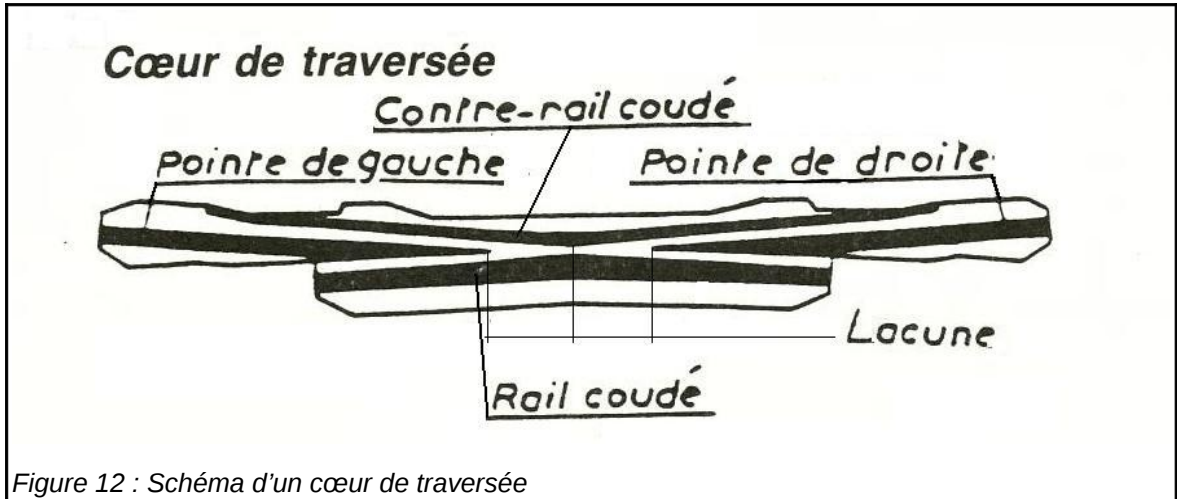 Cœur de traversée
Contre-rail coudé
Pointe de gauche
Pointe de droite
Lacune
Rail coudé
Figure 12 : Schéma d’un cœur de traversée